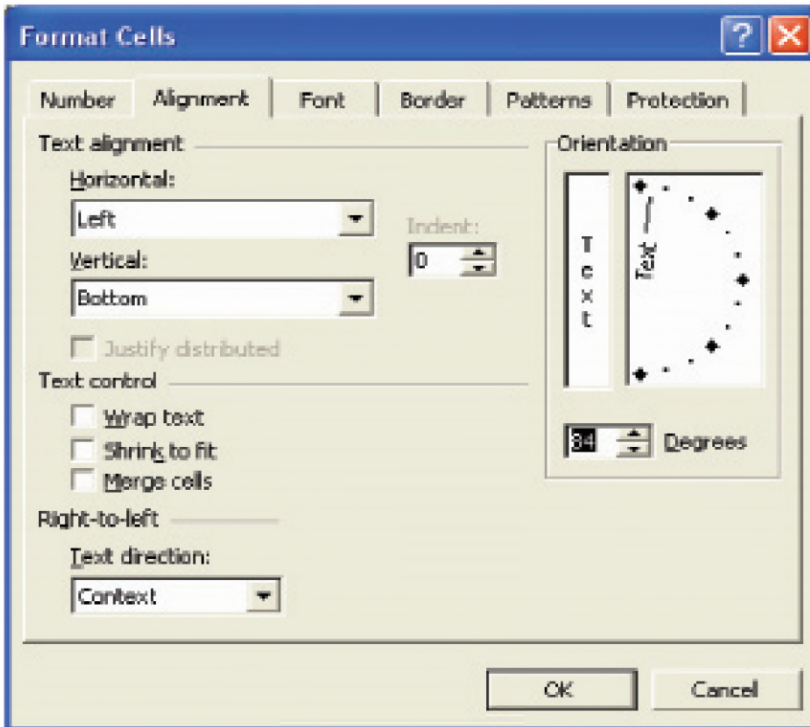 Format Cells
Number Alignment Font Border Patterns Protection
Text alignment
Horizontal:
Left
Indent:
0
Vertical:
Bottom
Justify distributed
Text control
Wrap text
Shrink to fit
Merge cells
Right-to-left
Text direction:
Context
Orientation
Text
Text
84 Degrees
OK Cancel